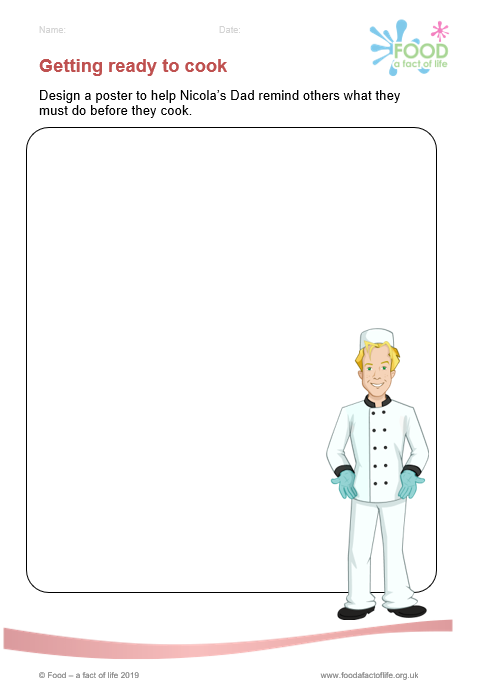 Name:
Date:
FOOD
a fact of life
Getting ready to cook
Design a poster to help Nicola's Dad remind others what they
must do before they cook.
© Food – a fact of life 2019
www.foodafactoflife.org.uk